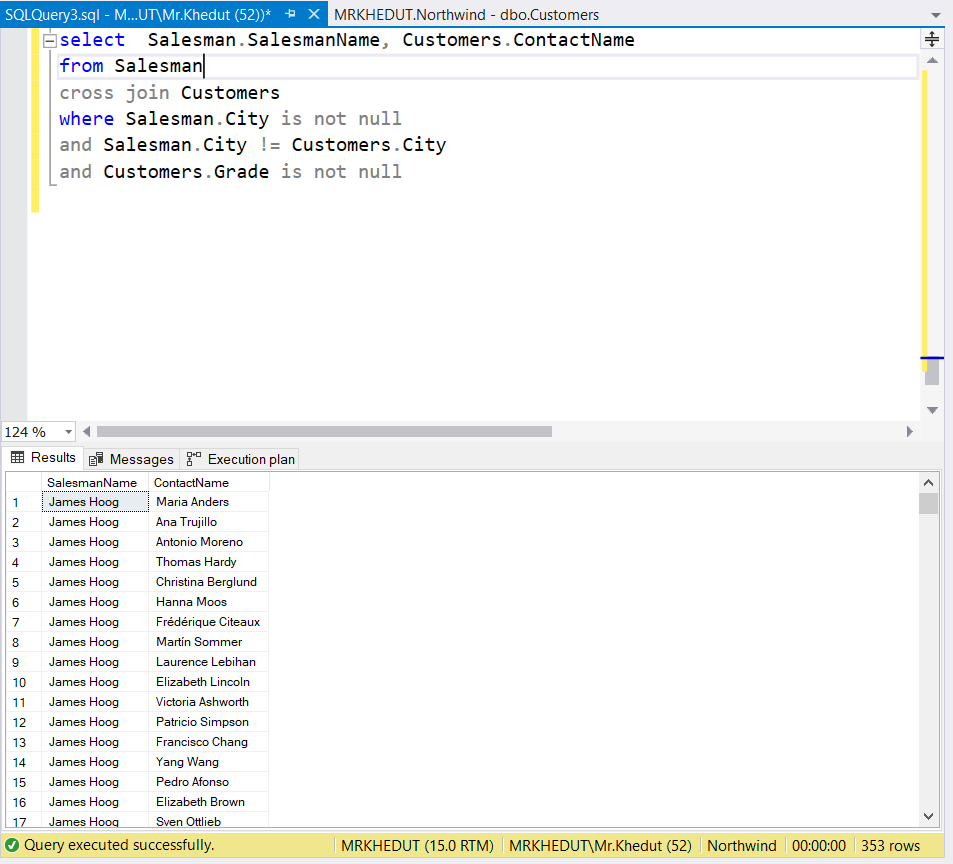 SQLQuery3.sql - M...UT\Mr.Khedut (52))* MRKHEDUT.Northwind - dbo.Customers
select  Salesman.SalesmanName, Customers.ContactName
from Salesman
cross join Customers
where Salesman.City is not null
and Salesman.City != Customers.City
and Customers.Grade is not null
124 %
Results Messages Execution plan
SalesmanName ContactName
1 James Hoog Maria Anders
2 James Hoog Ana Trujillo
3 James Hoog Antonio Moreno
4 James Hoog Thomas Hardy
5 James Hoog Christina Berglund
6 James Hoog Hanna Moos
7 James Hoog Frédérique Citeaux
8 James Hoog Martín Sommer
9 James Hoog Laurence Lebihan
10 James Hoog Elizabeth Lincoln
11 James Hoog Victoria Ashworth
12 James Hoog Patricio Simpson
13 James Hoog Francisco Chang
14 James Hoog Yang Wang
15 James Hoog Pedro Afonso
16 James Hoog Elizabeth Brown
17 James Hoog Sven Ottlieb
Query executed successfully. MRKHEDUT (15.0 RTM) MRKHEDUT\Mr.Khedut (52) Northwind 00:00:00 353 rows